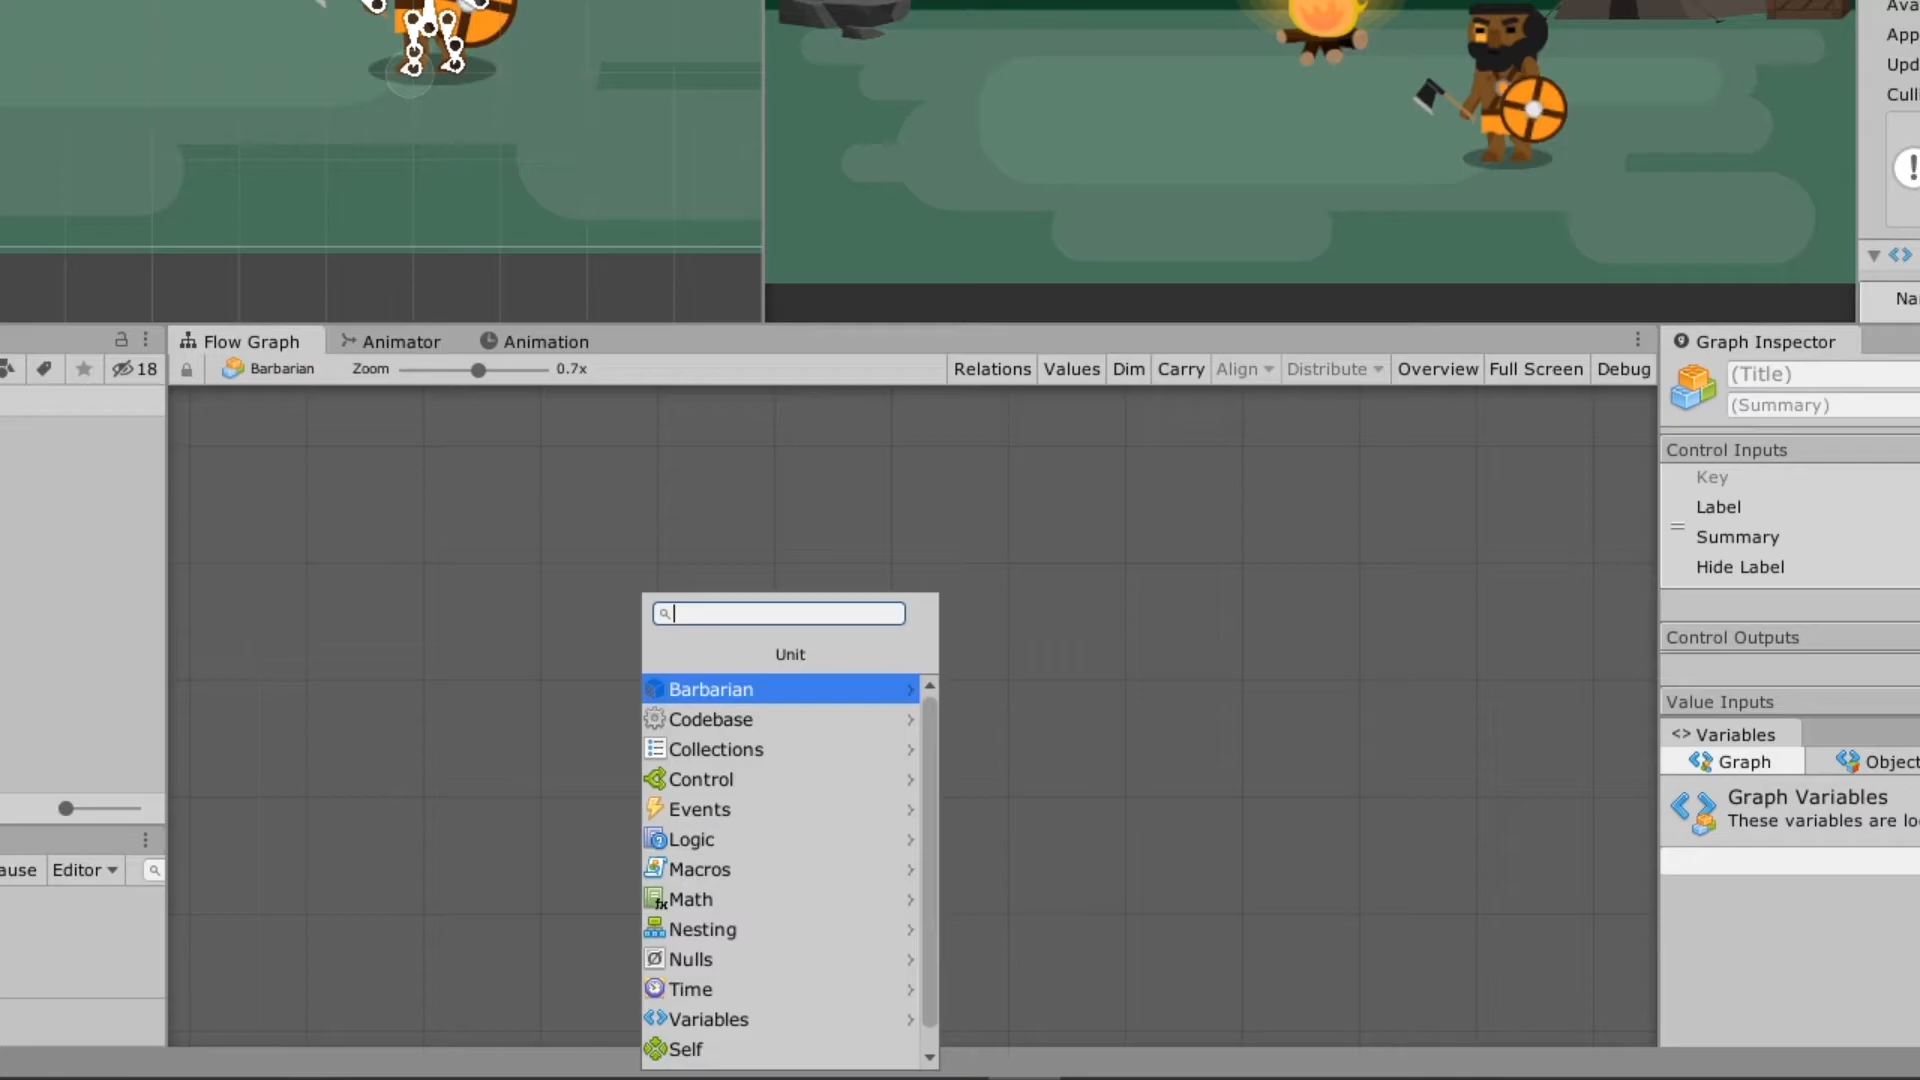 Ava
App
Upd
Culli
!
Na
18
Flow Graph
Animator
Animation
Barbarian
Zoom
0.7x
Relations
Values
Dim
Carry
Align
Distribute
Overview
Full Screen
Debug
Graph Inspector
(Title)
(Summary)
Control Inputs
Key
Label
Summary
Hide Label
Control Outputs
Value Inputs
<> Variables
Graph
Object
Graph Variables
These variables are lo
Unit
Barbarian
Codebase
Collections
Control
Events
Logic
Macros
Math
Nesting
Nulls
Time
Variables
Self
ause
Editor